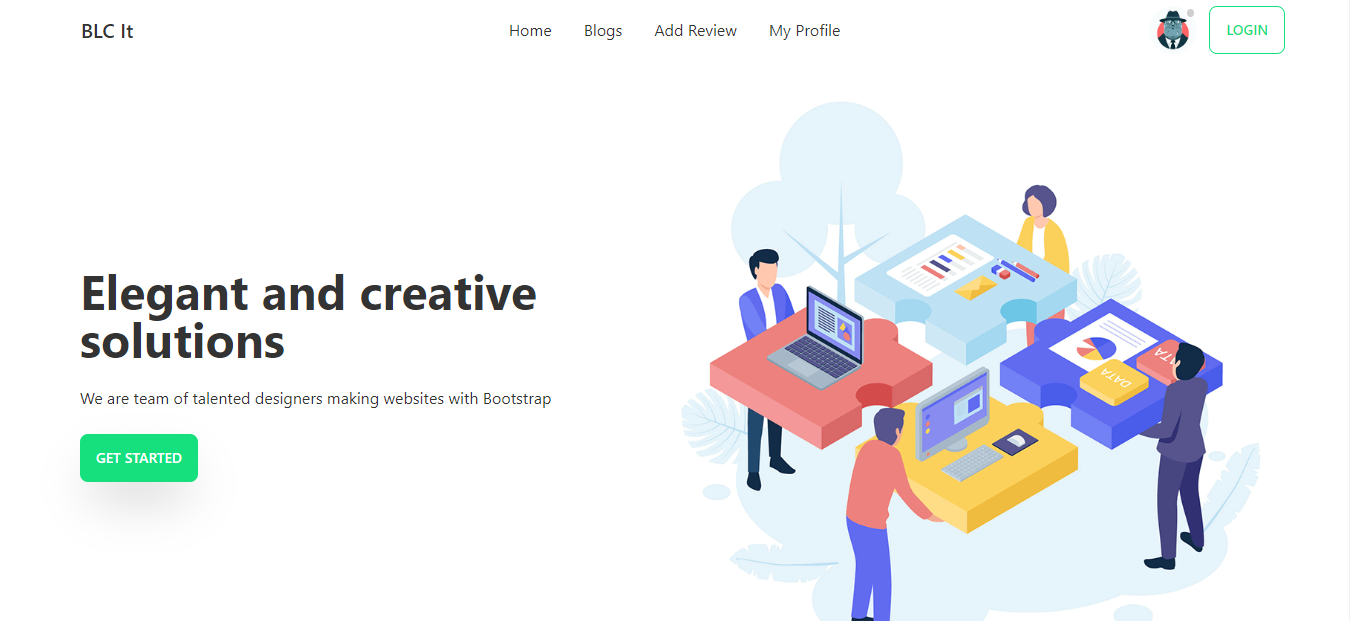 BLC It
Home
Blogs
Add Review
My Profile
LOGIN
Elegant and creative
solutions
We are team of talented designers making websites with Bootstrap
GET STARTED
DATA
DATA